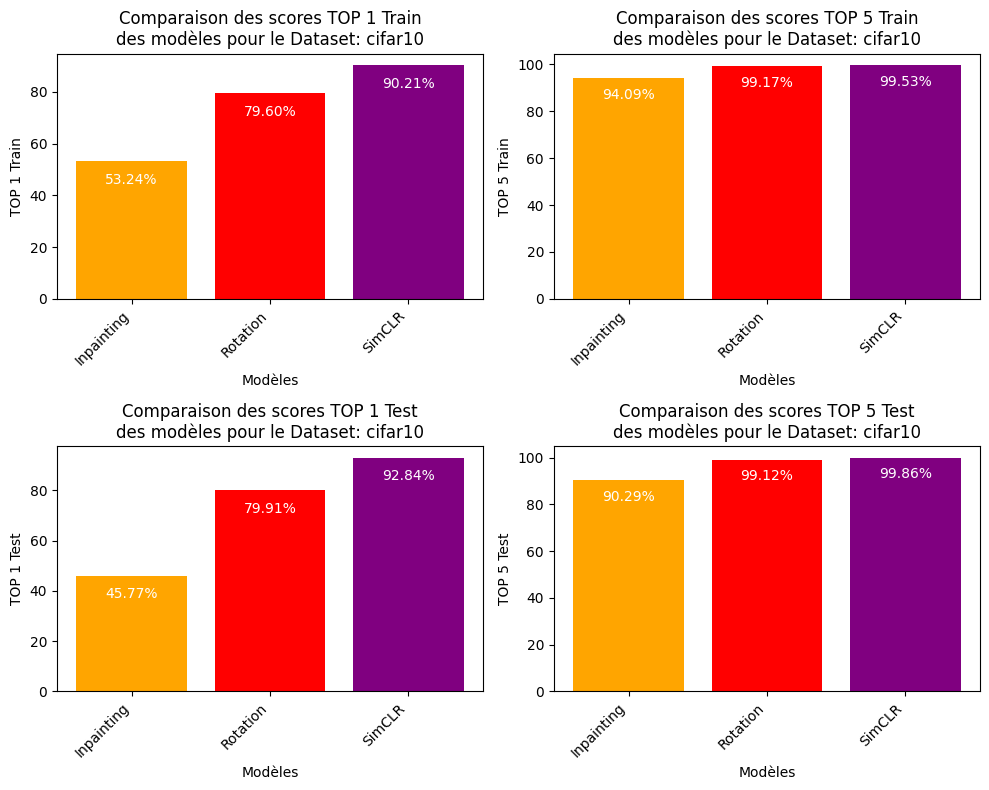 Comparaison des scores TOP 1 Train
des modèles pour le Dataset: cifar10
TOP 1 Train
80
60
40
20
0
53.24%
79.60%
90.21%
Inpainting
Rotation
SimCLR
Modèles
Comparaison des scores TOP 5 Train
des modèles pour le Dataset: cifar10
TOP 5 Train
100
80
60
40
20
0
94.09%
99.17%
99.53%
Inpainting
Rotation
SimCLR
Modèles
Comparaison des scores TOP 1 Test
des modèles pour le Dataset: cifar10
TOP 1 Test
80
60
40
20
0
45.77%
79.91%
92.84%
Inpainting
Rotation
SimCLR
Modèles
Comparaison des scores TOP 5 Test
des modèles pour le Dataset: cifar10
TOP 5 Test
100
80
60
40
20
0
90.29%
99.12%
99.86%
Inpainting
Rotation
SimCLR
Modèles